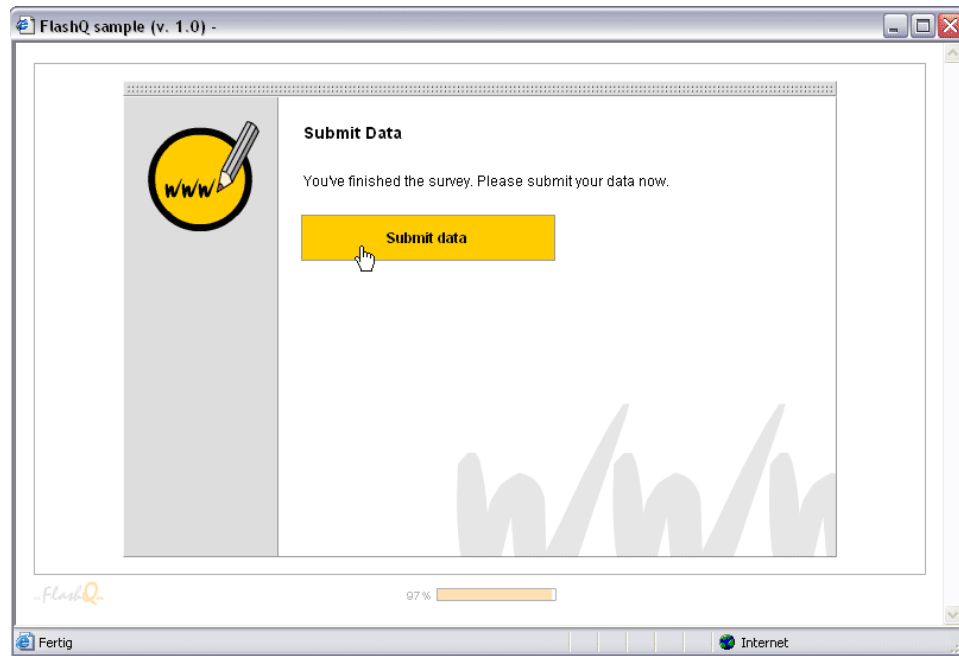 FlashQ sample (v. 1.0) -
www
Submit Data
You've finished the survey. Please submit your data now.
Submit data
www
..FlashQ..
97%
Fertig
Internet